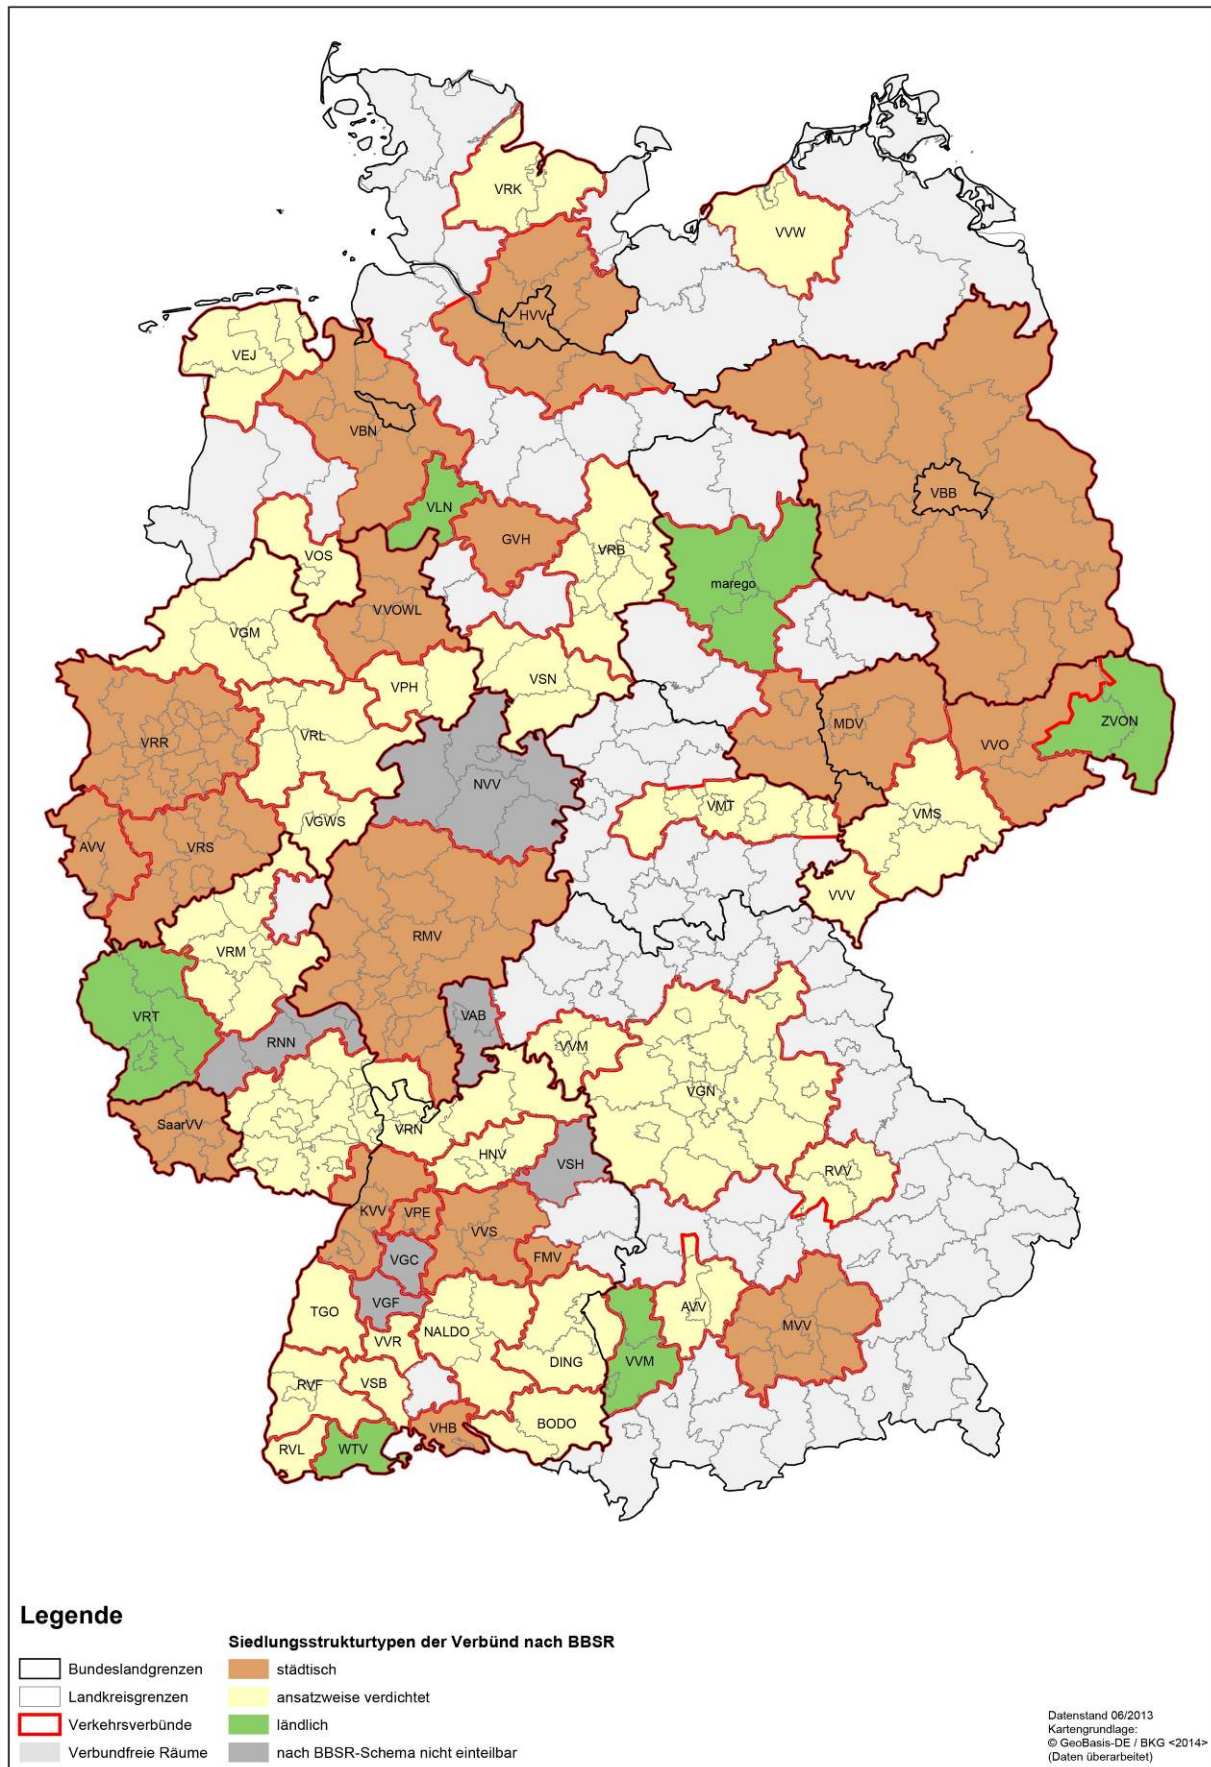 VRK
VVW
HVV
VEJ
VBN
VBB
VLN
GVH
VRB
VOS
marego
V.VOWL
VGM
VSN
VPH
ZVON
MDV
VVO
VRR
VRL
NVV
VMT
VMS
VGWS
AVV
VRS
VVV
RMV
VRM
VRT
VAB
RNN
VVM
VGN
SaarVV
VRN
HNV
VSH
RVV
KVV
VPE
VVS
VGC
FMV
VGF
TGO
AVV
MVV
VVR
NALDO
DING
VVM
RVF
VSB
BODO
VHB
RVL
WTV
Legende
Siedlungsstrukturtypen der Verbünd nach BBSR
Bundeslandgrenzen
städtisch
Landkreisgrenzen
ansatzweise verdichtet
Verkehrsverbünde
ländlich
Verbundfreie Räume
nach BBSR-Schema nicht einteilbar
Datenstand 06/2013
Kartengrundlage:
© GeoBasis-DE / BKG <2014>
(Daten überarbeitet)